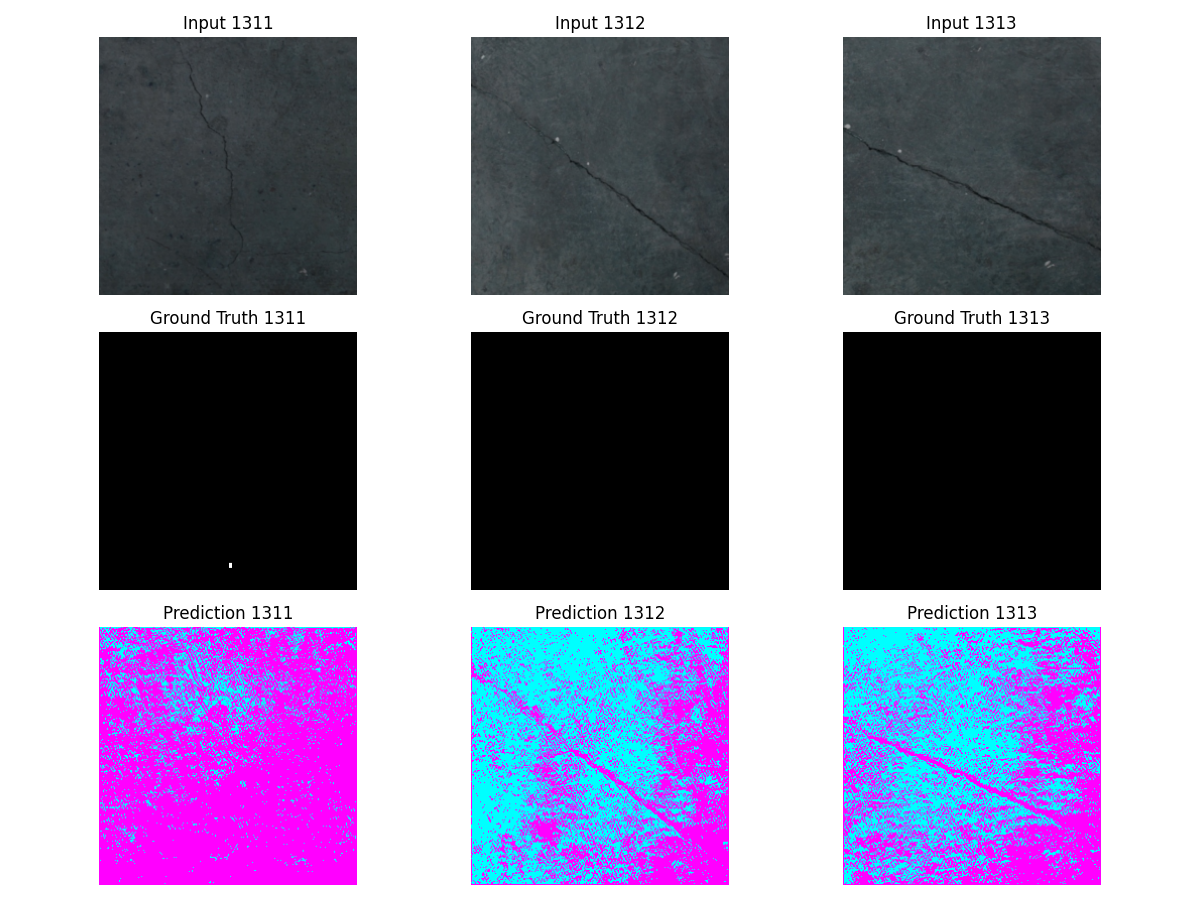 Input 1311
Input 1312
Input 1313
Ground Truth 1311
Ground Truth 1312
Ground Truth 1313
Prediction 1311
Prediction 1312
Prediction 1313